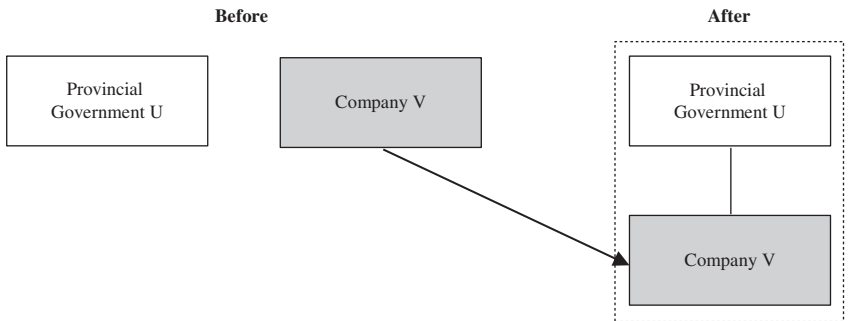 Before
After
Provincial
Government U
Company V
Provincial
Government U
Company V